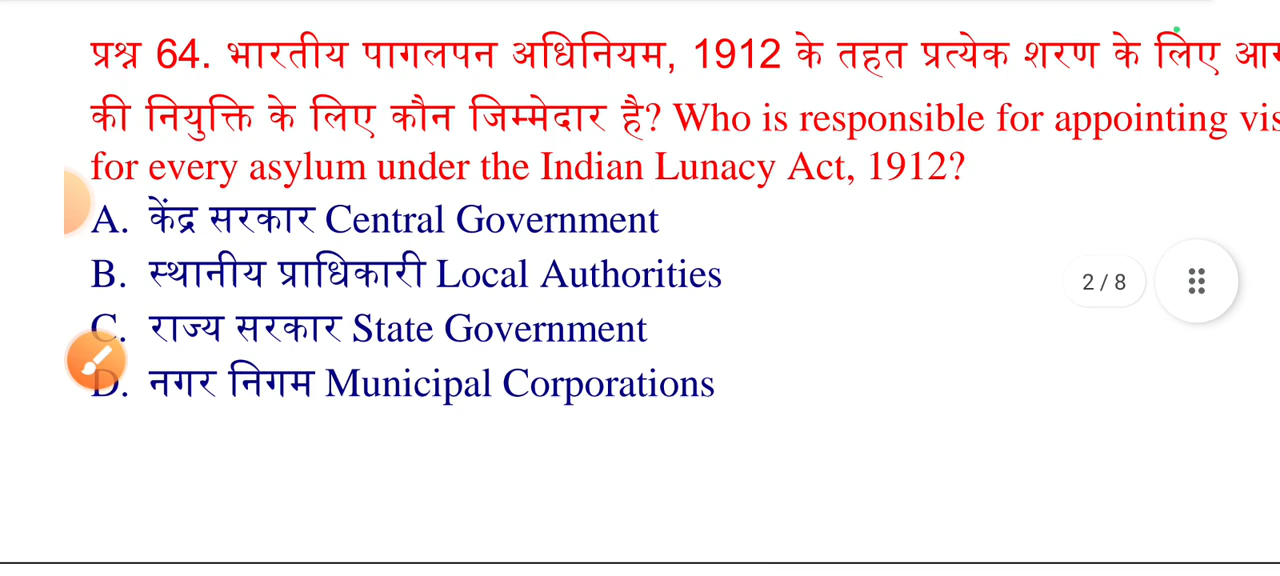 प्रश्न 64. भारतीय पागलपन अधिनियम, 1912 के तहत प्रत्येक शरण के लिए
की नियुक्ति के लिए कौन जिम्मेदार है? Who is responsible for appointing
for every asylum under the Indian Lunacy Act, 1912?
A. केंद्र सरकार Central Government
B. स्थानीय प्राधिकारी Local Authorities
2 / 8
C. राज्य सरकार State Government
D. नगर निगम Municipal Corporations